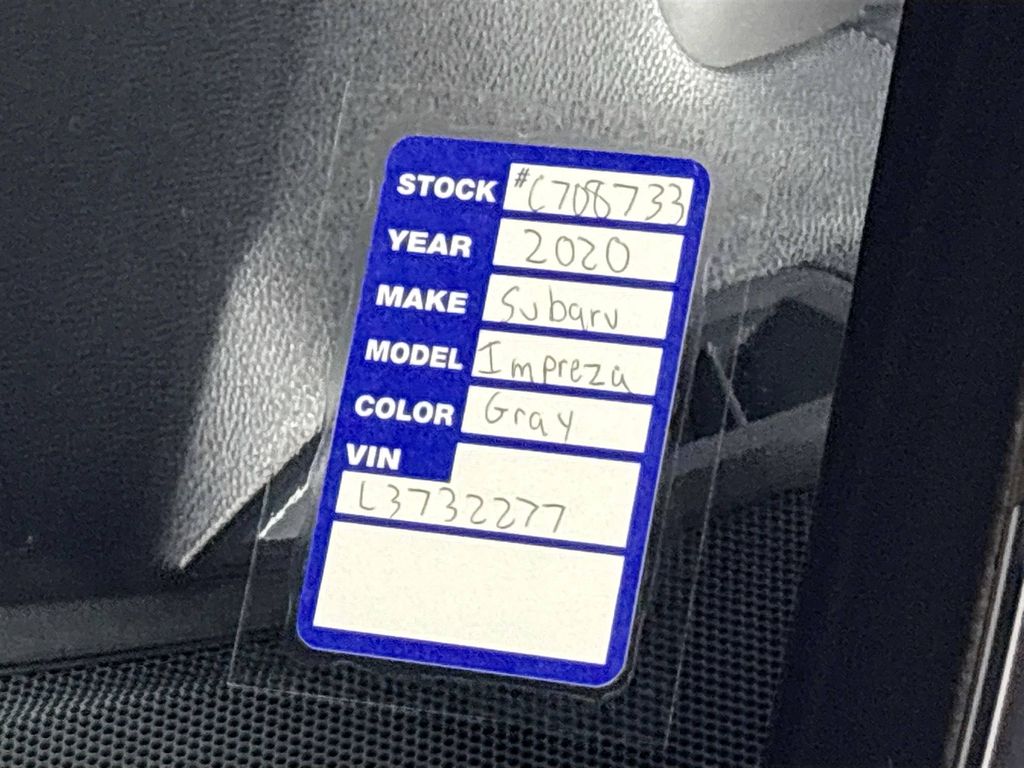 STOCK #C708733
YEAR 2020
MAKE Subaru
MODEL Impreza
COLOR Gray
VIN
L3732277